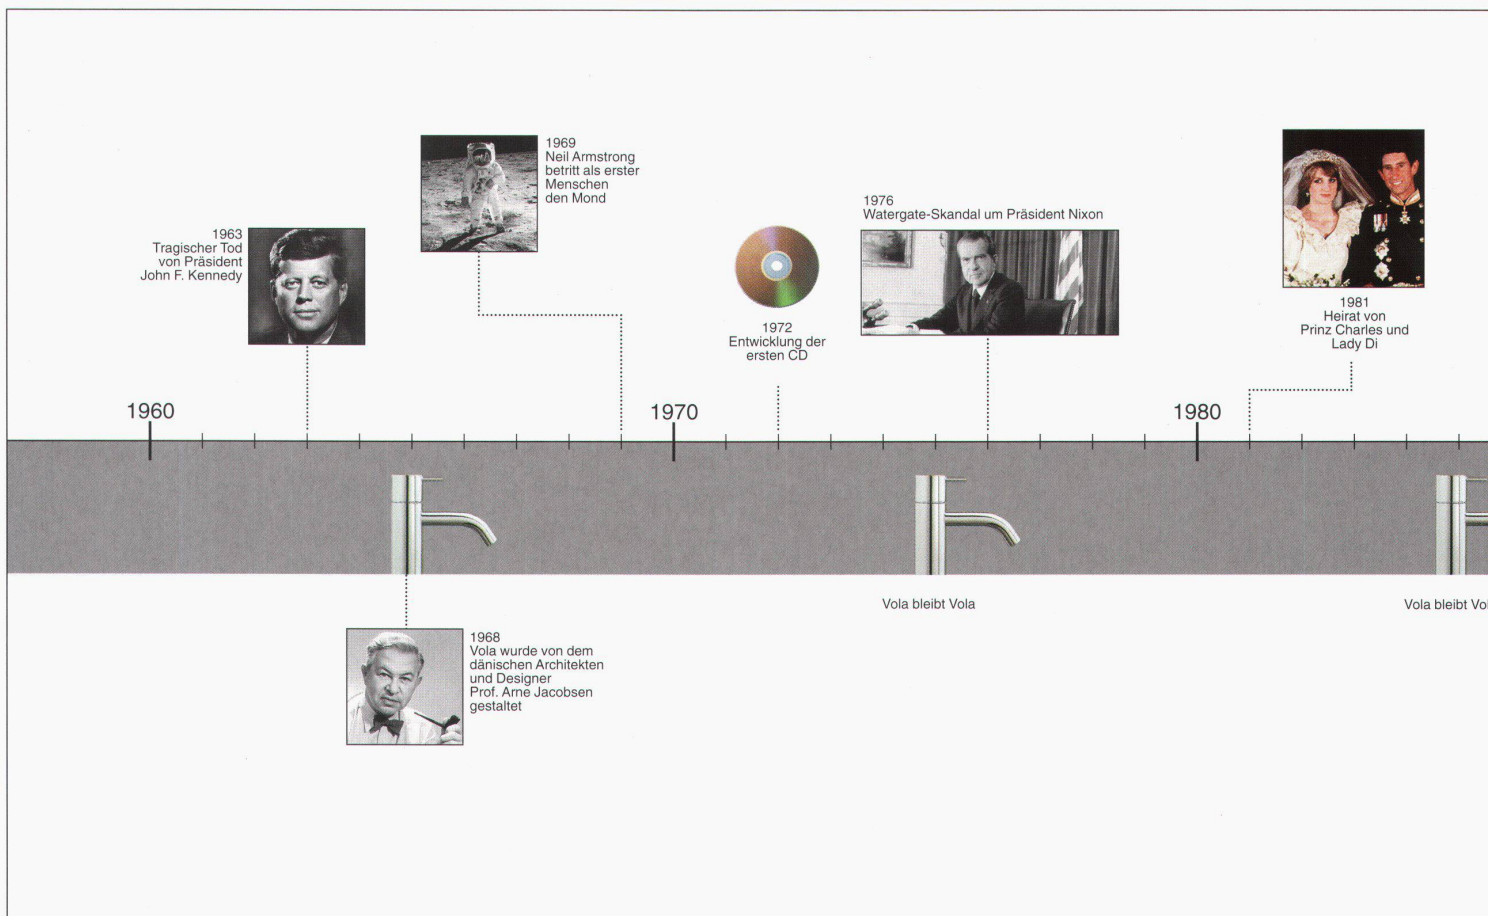 1963
Tragischer Tod
von Präsident
John F. Kennedy
1969
Neil Armstrong
betritt als erster
Menschen
den Mond
1972
Entwicklung der
ersten CD
1976
Watergate-Skandal um Präsident Nixon
1981
Heirat von
Prinz Charles und
Lady Di
1960
1970
1980
Vola bleibt Vola
Vola bleibt
1968
Vola wurde von dem
dänischen Architekten
und Designer
Prof. Arne Jacobsen
gestaltet